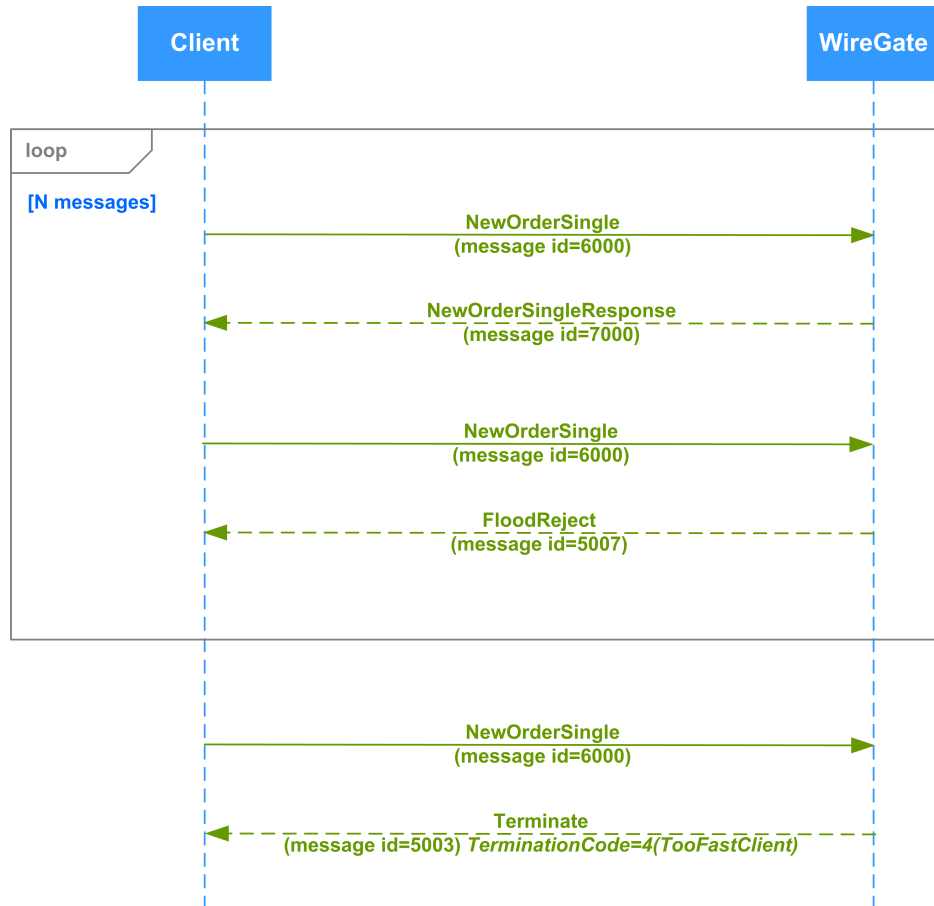 Client
WireGate
loop
[N messages]
NewOrderSingle
(message id=6000)
NewOrderSingleResponse
(message id=7000)
NewOrderSingle
(message id=6000)
FloodReject
(message id=5007)
NewOrderSingle
(message id=6000)
Terminate
(message id=5003) TerminationCode=4(TooFastClient)